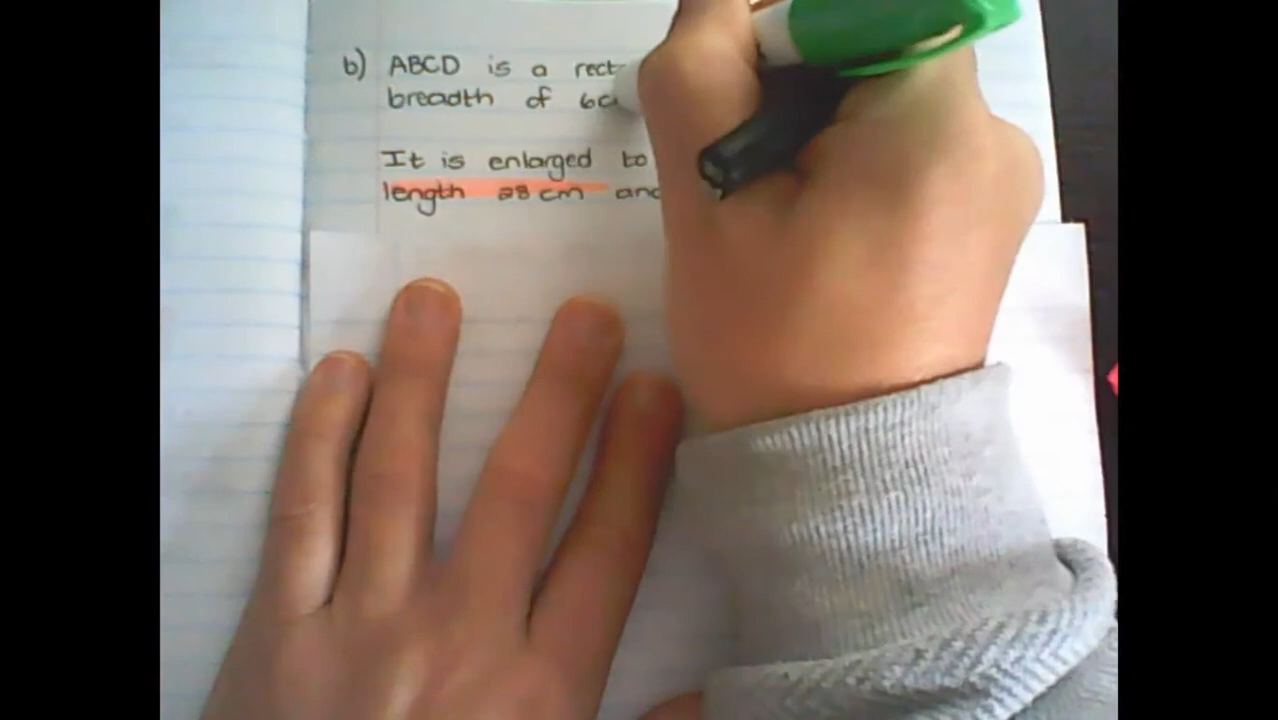 b) ABCD is a
breadth of
It is enlarged to
length 28 cm